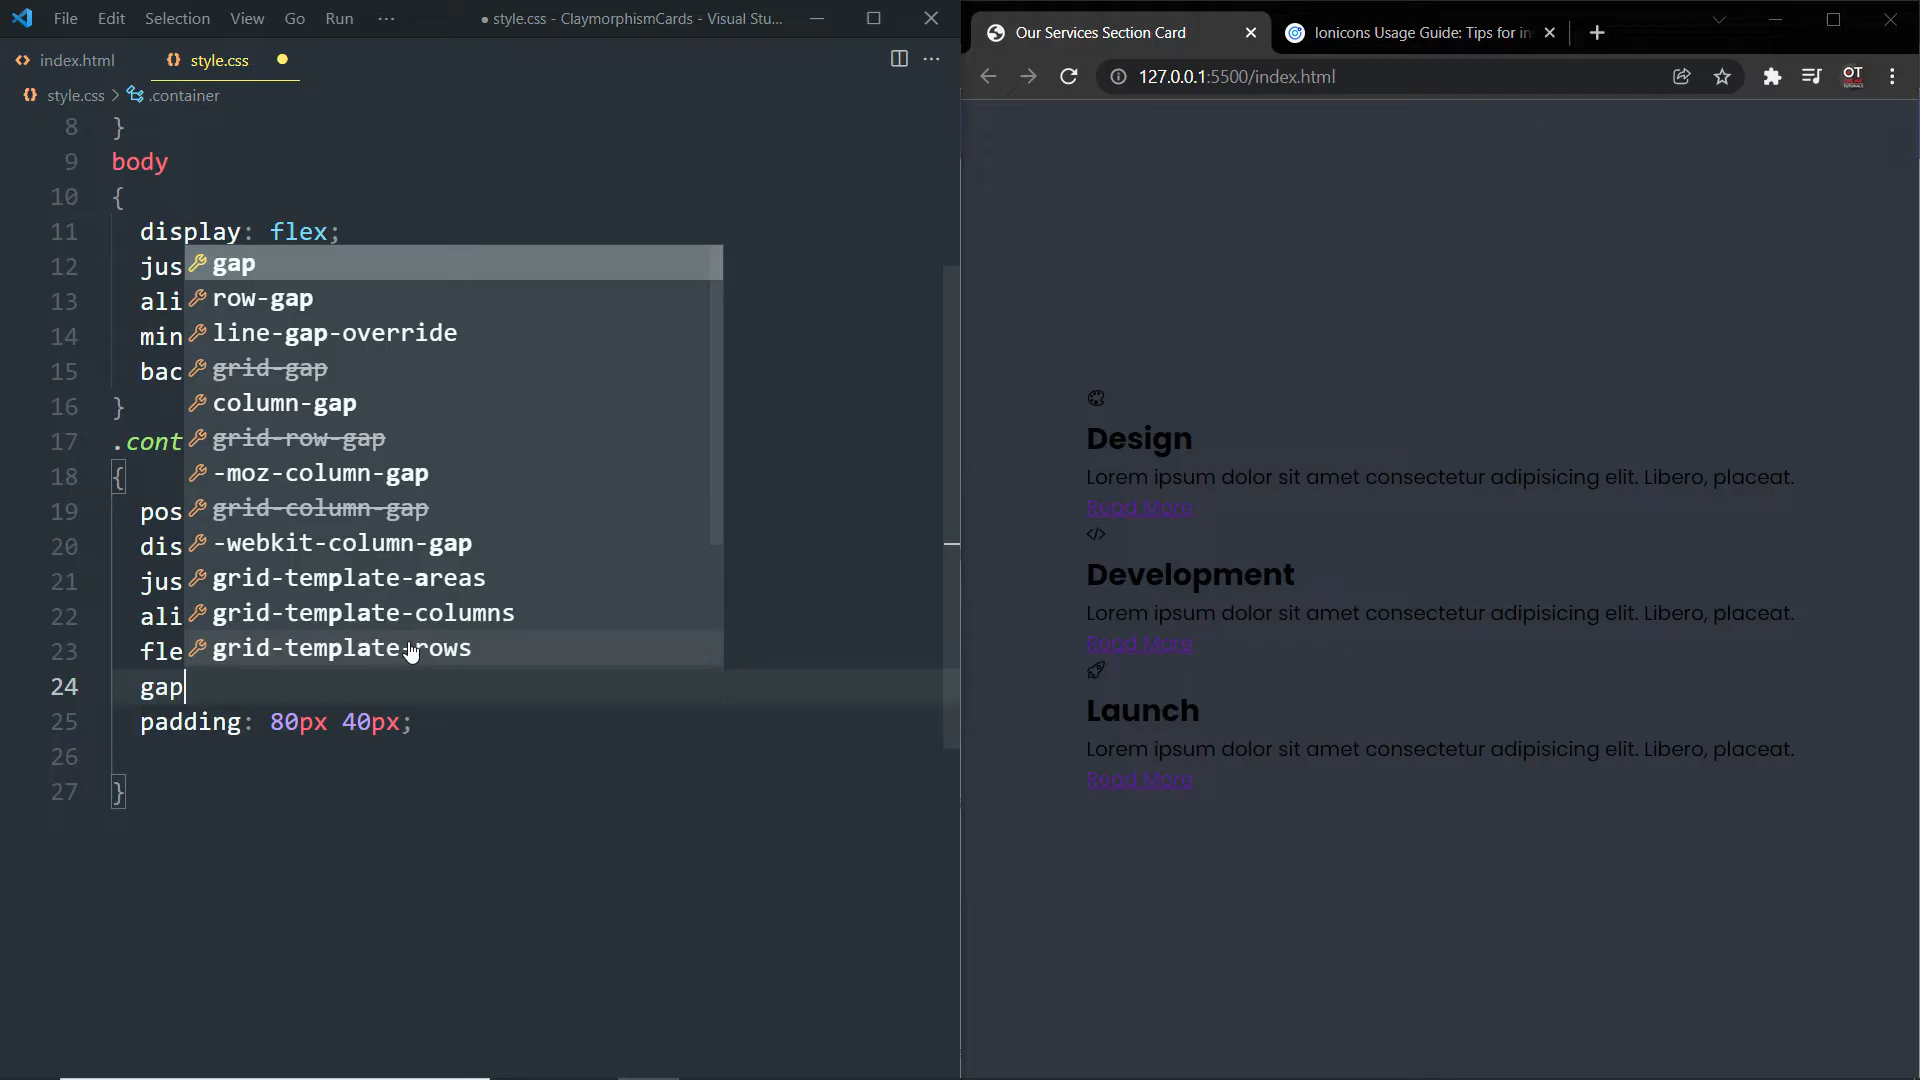 File Edit Selection View Go Run ··· ● style.css - ClaymorphismCards - Visual Stu...
index.html style.css
style.css > .container
8 }
9 body
10 {
11 display: flex;
12 jus
13 ali
14 min
15 bac
16 }
17 .cont
18 {
19 pos
20 dis
21 jus
22 ali
23 fle
24 gap
25 padding: 80px 40px;
26
27 }
gap
row-gap
line-gap-override
grid-gap
column-gap
grid-row-gap
-moz-column-gap
grid-column-gap
-webkit-column-gap
grid-template-areas
grid-template-columns
grid-template-rows
Our Services Section Card
Ionicons Usage Guide: Tips for in
127.0.0.1:5500/index.html
OT
Design
Lorem ipsum dolor sit amet consectetur adipisicing elit. Libero, placeat.
Read More
</>
Development
Lorem ipsum dolor sit amet consectetur adipisicing elit. Libero, placeat.
Read More
Launch
Lorem ipsum dolor sit amet consectetur adipisicing elit. Libero, placeat.
Read More